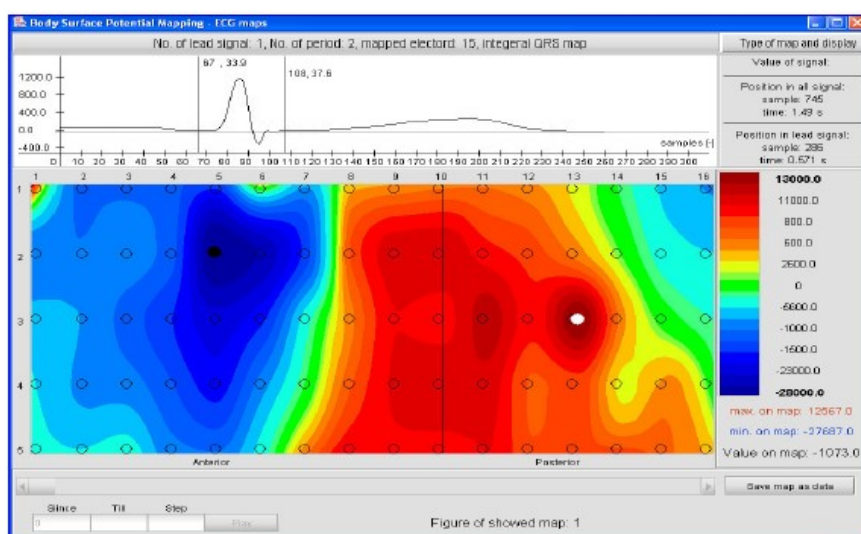 Body Surface Potential Mapping - ECG maps
No. of lead signal: 1, No. of period: 2, mapped electord: 15, integeral QRS map
Type of map and display
67 , 33.9
108,37.6
1200.0
800.0
400.0
0.0
-400.0
samples [-]
0 10 20 30 40 50 60 70 80 90 100 110 120 130 140 150 160 170 180 190 200 210 220 230 240 250 260 270 280 290 300
Value of signal:
Position in all signal:
sample: 745
time: 1.49 s
Position in lead signal:
sample: 286
time: 0.571 s
1 2 3 4 5 6 7 8 9 10 11 12 13 14 15 16
1
2
3
4
5
Anterior
Posterior
13000.0
11000.0
800.0
600.0
2600.0
0
-5600.0
-1000.0
-1500.0
-23000.0
-28000.0
max. on map: 12567.0
min. on map: -27687.0
Value on map: -1073.0
Save map as data
Since Till Step
0
Play
Figure of showed map: 1